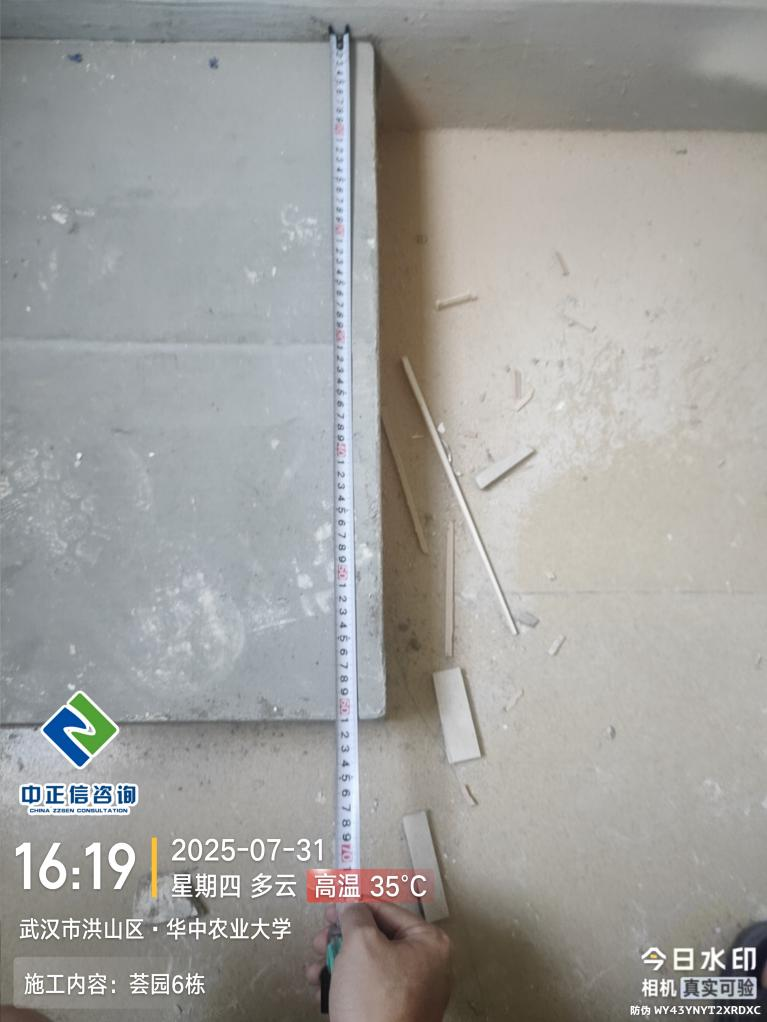 中正信咨询
CHINA ZZSEN CONSULTATION
16:19
2025-07-31
星期四 多云 高温 35°C
武汉市洪山区·华中农业大学
施工内容：荟园6栋
今日水印
相机 真实可验
防伪 WY43YNYT2XRDXC